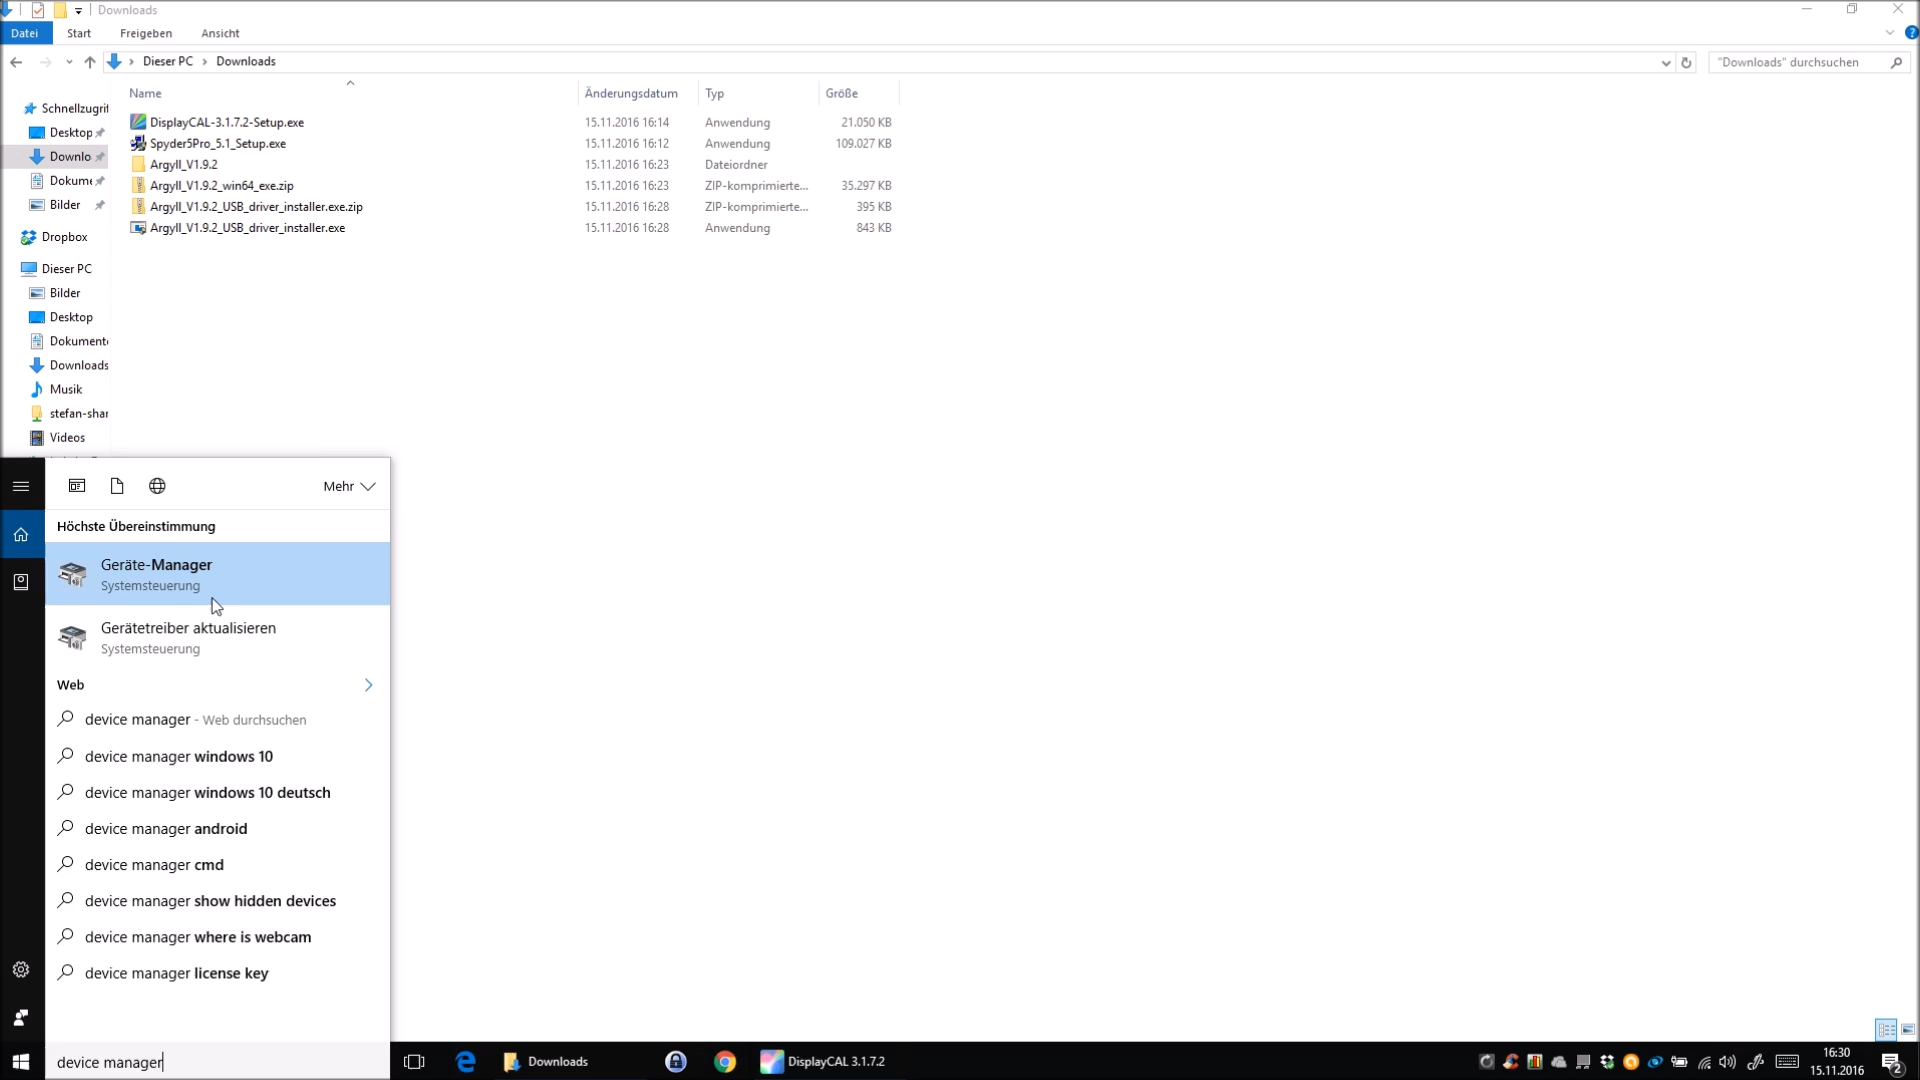 Downloads
Datei Start Freigeben Ansicht
Dieser PC Downloads "Downloads" durchsuchen
Name Änderungsdatum Typ Größe
DisplayCAL-3.1.7.2-Setup.exe 15.11.2016 16:14 Anwendung 21.050 KB
Spyder5Pro_5.1_Setup.exe 15.11.2016 16:12 Anwendung 109.027 KB
Argyll_V1.9.2 15.11.2016 16:23 Dateiordner
Argyll_V1.9.2_win64_exe.zip 15.11.2016 16:23 ZIP-komprimierte... 35.297 KB
Argyll_V1.9.2_USB_driver_installer.exe.zip 15.11.2016 16:28 ZIP-komprimierte... 395 KB
Argyll_V1.9.2_USB_driver_installer.exe 15.11.2016 16:28 Anwendung 843 KB
Schnellzugrif
Desktop
Downlo
Dokume
Bilder
Dropbox
Dieser PC
Bilder
Desktop
Dokumente
Downloads
Musik
stefan-shar
Videos
Mehr
Höchste Übereinstimmung
Geräte-Manager
Systemsteuerung
Gerätetreiber aktualisieren
Systemsteuerung
Web
device manager - Web durchsuchen
device manager windows 10
device manager windows 10 deutsch
device manager android
device manager cmd
device manager show hidden devices
device manager where is webcam
device manager license key
device manager
Downloads
DisplayCAL 3.1.7.2
16:30
15.11.2016
2